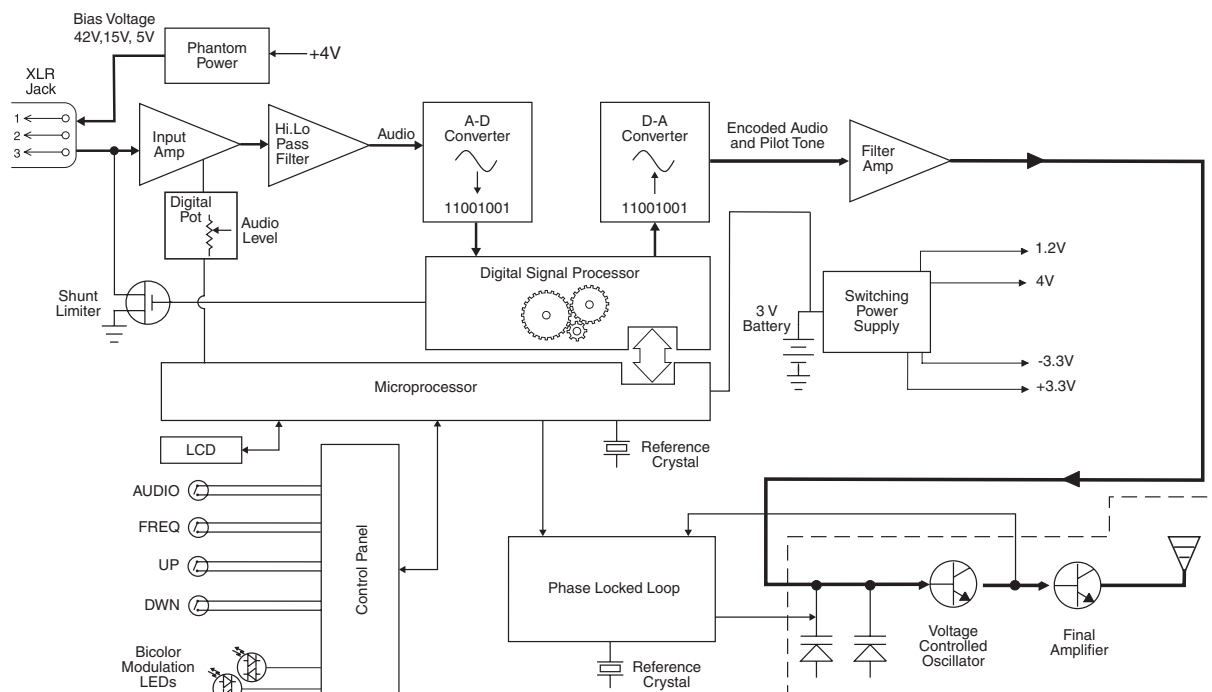 Bias Voltage
42V,15V, 5V
Phantom
Power
+4V
XLR
Jack
1
2
3
Input
Amp
Hi.Lo
Pass
Filter
Audio
A-D
Converter
11001001
D-A
Converter
11001001
Encoded Audio
and Pilot Tone
Filter
Amp
Digital
Pot
Audio
Level
Shunt
Limiter
Digital Signal Processor
3 V
Battery
Switching
Power
Supply
1.2V
4V
-3.3V
+3.3V
Microprocessor
LCD
Reference
Crystal
AUDIO
FREQ
UP
DWN
Bicolor
Modulation
LEDs
Control Panel
Phase Locked Loop
Reference
Crystal
Voltage
Controlled
Oscillator
Final
Amplifier